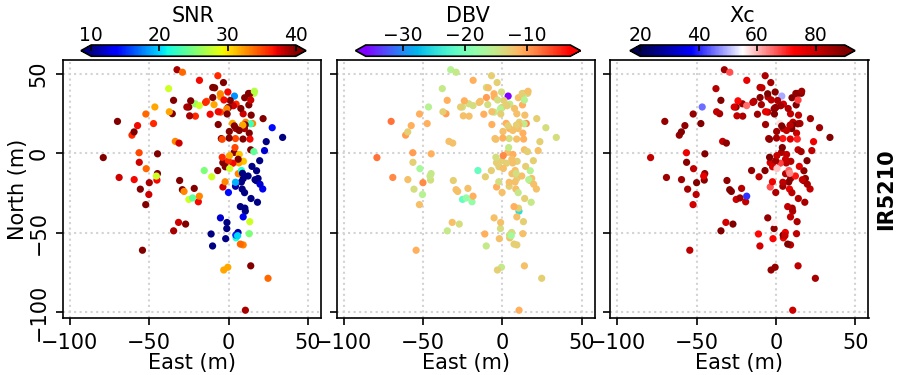 SNR DBV Xc
10 20 30 40 −30 −20 −10 20 40 60 80
50
0
−50
−100
North (m)
−100 −50 0 50 −100 −50 0 50 −100 −50 0 50
East (m) East (m) East (m)
IR5210